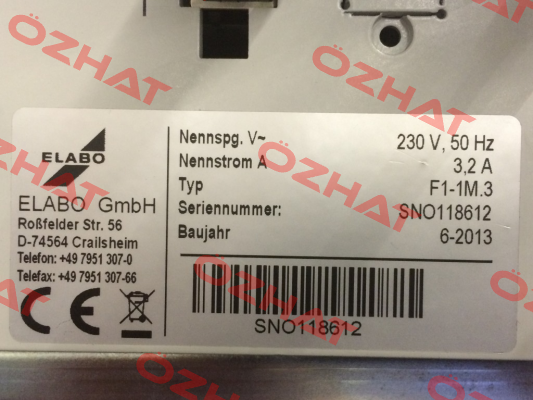 ELABO
ELABO GmbH
Roßfelder Str. 56
D-74564 Crailsheim
Telefon: +49 7951 307-0
Telefax: +49 7951 307-66
CE
Nennspg. V~ 230 V, 50 Hz
Nennstrom A 3,2 A
Typ F1-1M.3
Seriennummer: SNO118612
Baujahr 6-2013
SNO118612
ÖZHAT
ÖZHAT
ÖZHAT
ÖZHAT
ÖZHAT
ÖZHAT
ÖZHAT
ÖZHAT